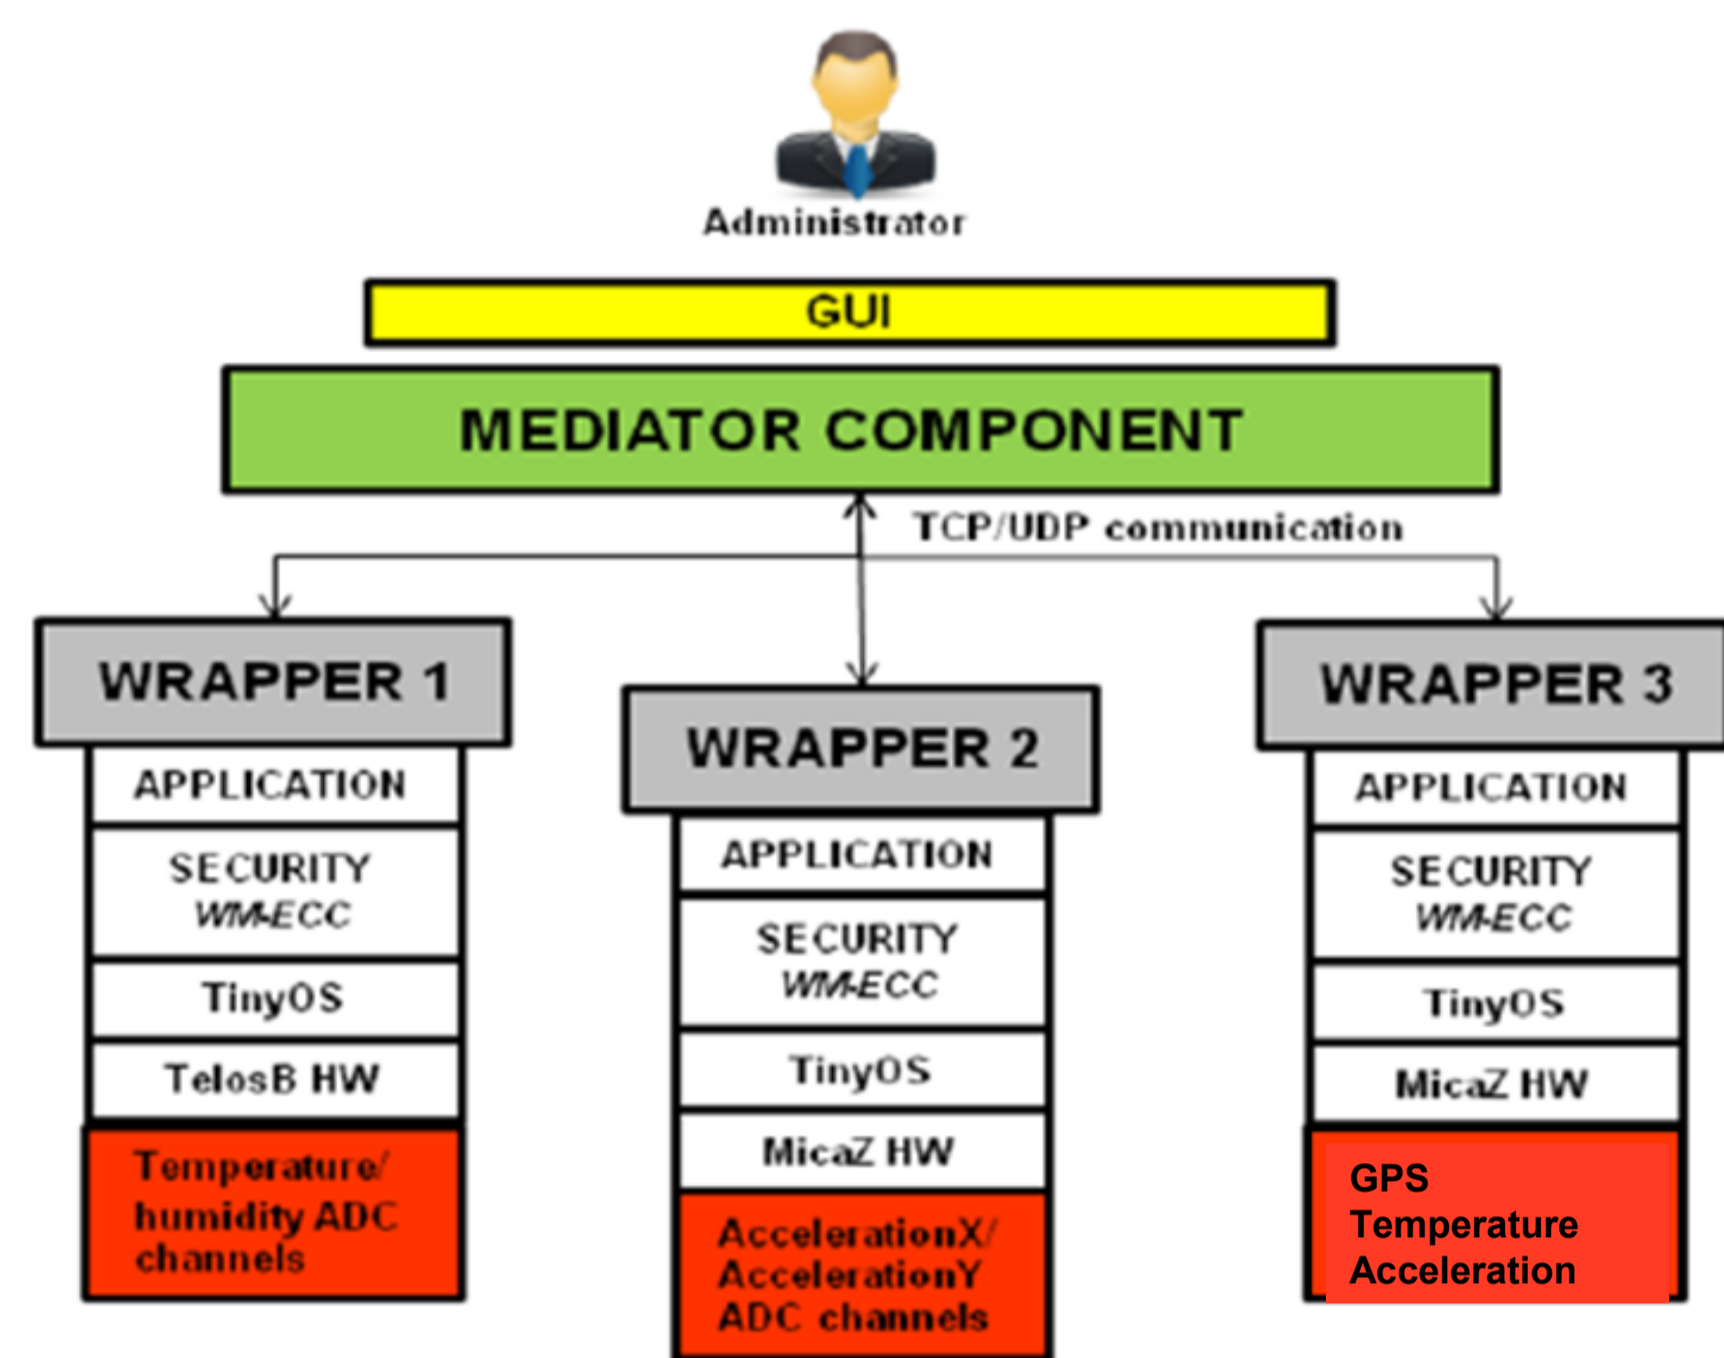 Administrator
GUI
MEDIATOR COMPONENT
TCP/UDP communication
WRAPPER 1
APPLICATION
SECURITY
WM-ECC
TinyOS
TelosB HW
Temperature/
humidity ADC
channels
WRAPPER 2
APPLICATION
SECURITY
WM-ECC
TinyOS
MicaZ HW
AccelerationX/
AccelerationY
ADC channels
WRAPPER 3
APPLICATION
SECURITY
WM-ECC
TinyOS
MicaZ HW
GPS
Temperature
Acceleration